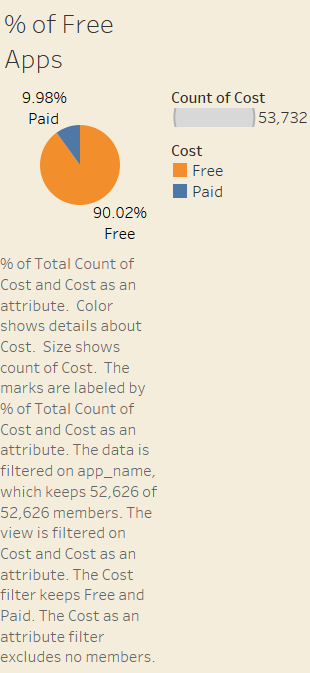 % of Free
Apps
9.98%
Paid
90.02%
Free
Count of Cost
53,732
Cost
Free
Paid
% of Total Count of
Cost and Cost as an
attribute.  Color
shows details about
Cost.  Size shows
count of Cost.  The
marks are labeled by
% of Total Count of
Cost and Cost as an
attribute. The data is
filtered on app_name,
which keeps 52,626 of
52,626 members. The
view is filtered on
Cost and Cost as an
attribute. The Cost
filter keeps Free and
Paid. The Cost as an
attribute filter
excludes no members.